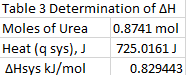 Table 3 Determination of ΔH
Moles of Urea 0.8741 mol
Heat (q sys), J 725.0161 J
ΔHsys kJ/mol 0.829443